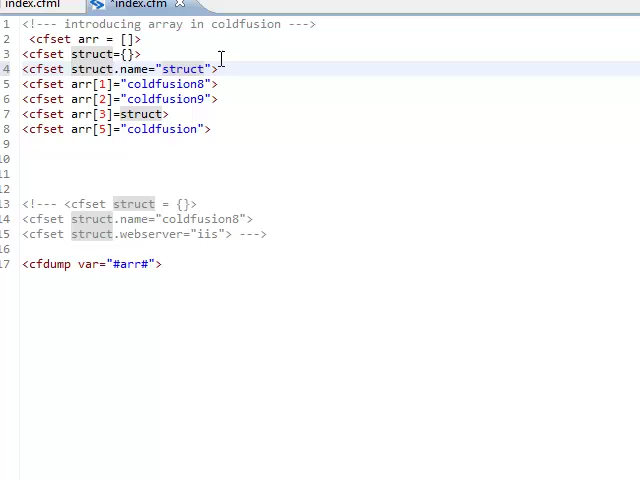 index.cfml *index.cfm
1 <!--- introducing array in coldfusion --->
2 <cfset arr = []>
3 <cfset struct={}>
4 <cfset struct.name="struct">
5 <cfset arr[1]="coldfusion8">
6 <cfset arr[2]="coldfusion9">
7 <cfset arr[3]=struct>
8 <cfset arr[5]="coldfusion">
9
10
11
12
13 <!--- <cfset struct = {}>
14 <cfset struct.name="coldfusion8">
15 <cfset struct.webserver="iis"> --->
16
17 <cfdump var="#arr#">